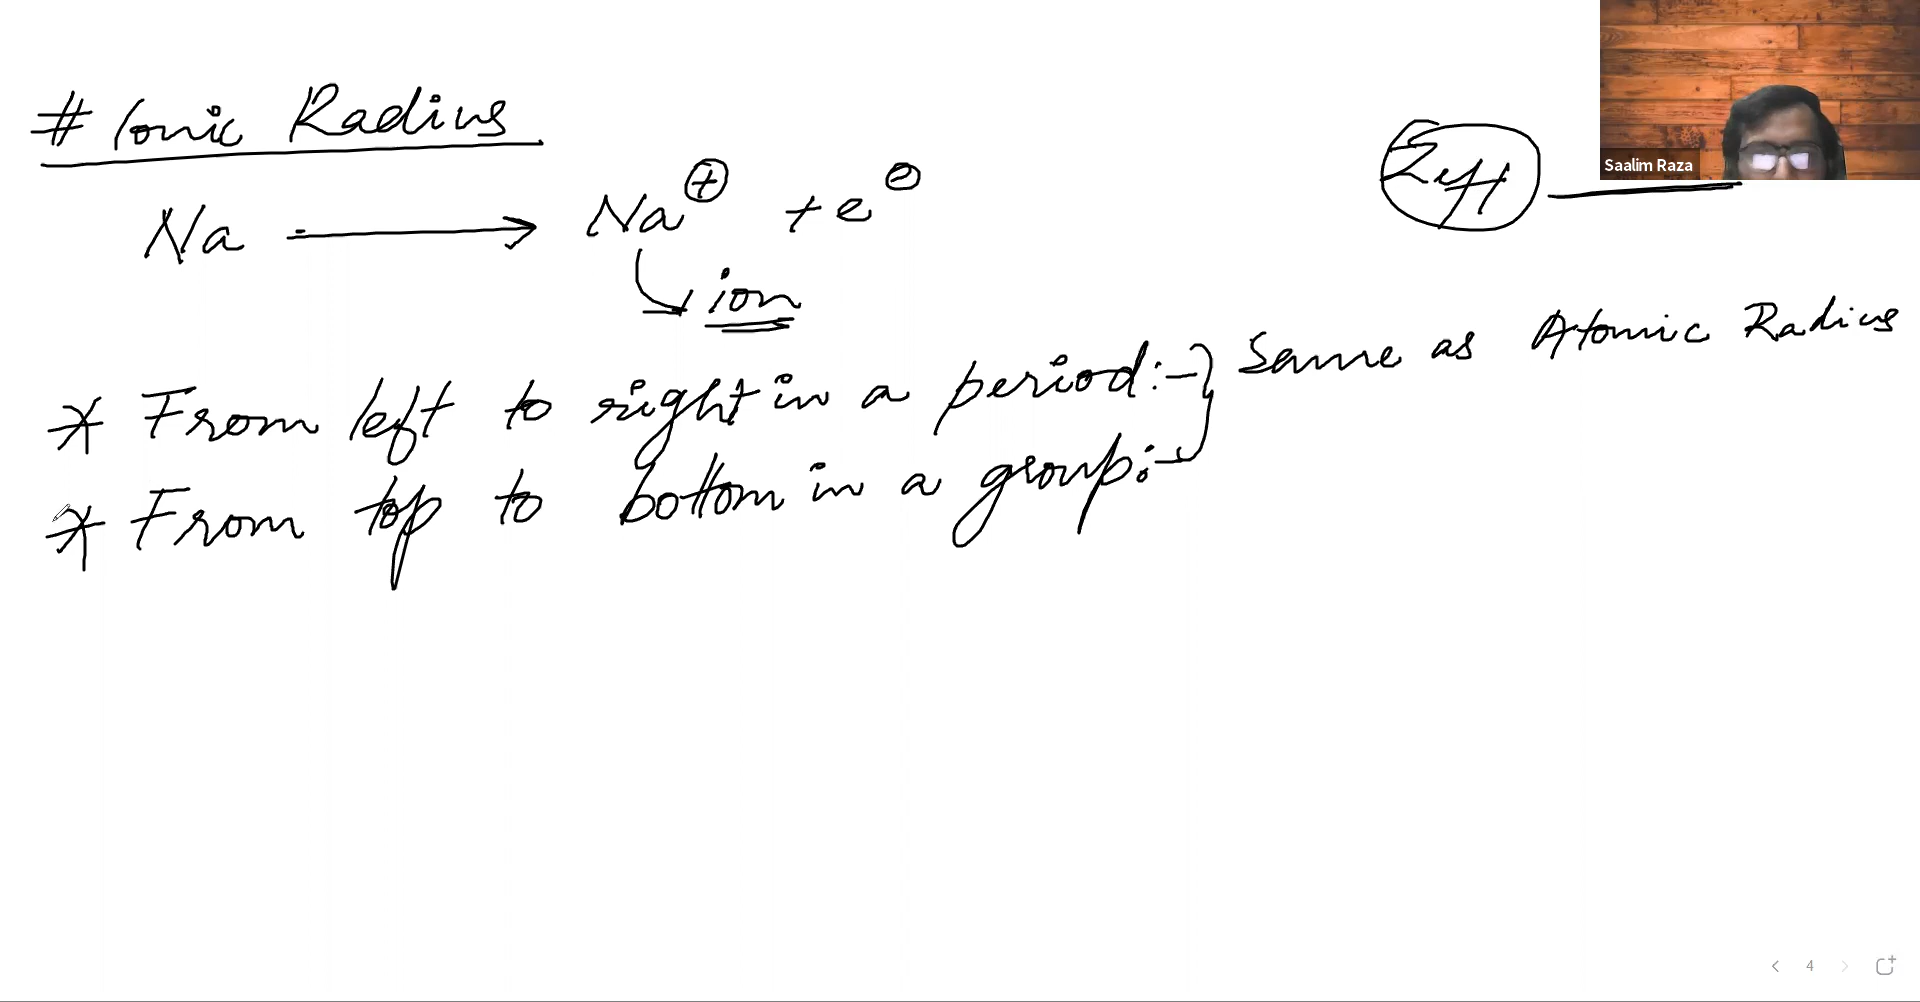 # Ionic Radius
Na ⟶ Na⊕ + e⊖
ion
Zeff
Saalim Raza
* From left to right in a period:- } Same as Atomic Radius
* From top to bottom in a group:-
4